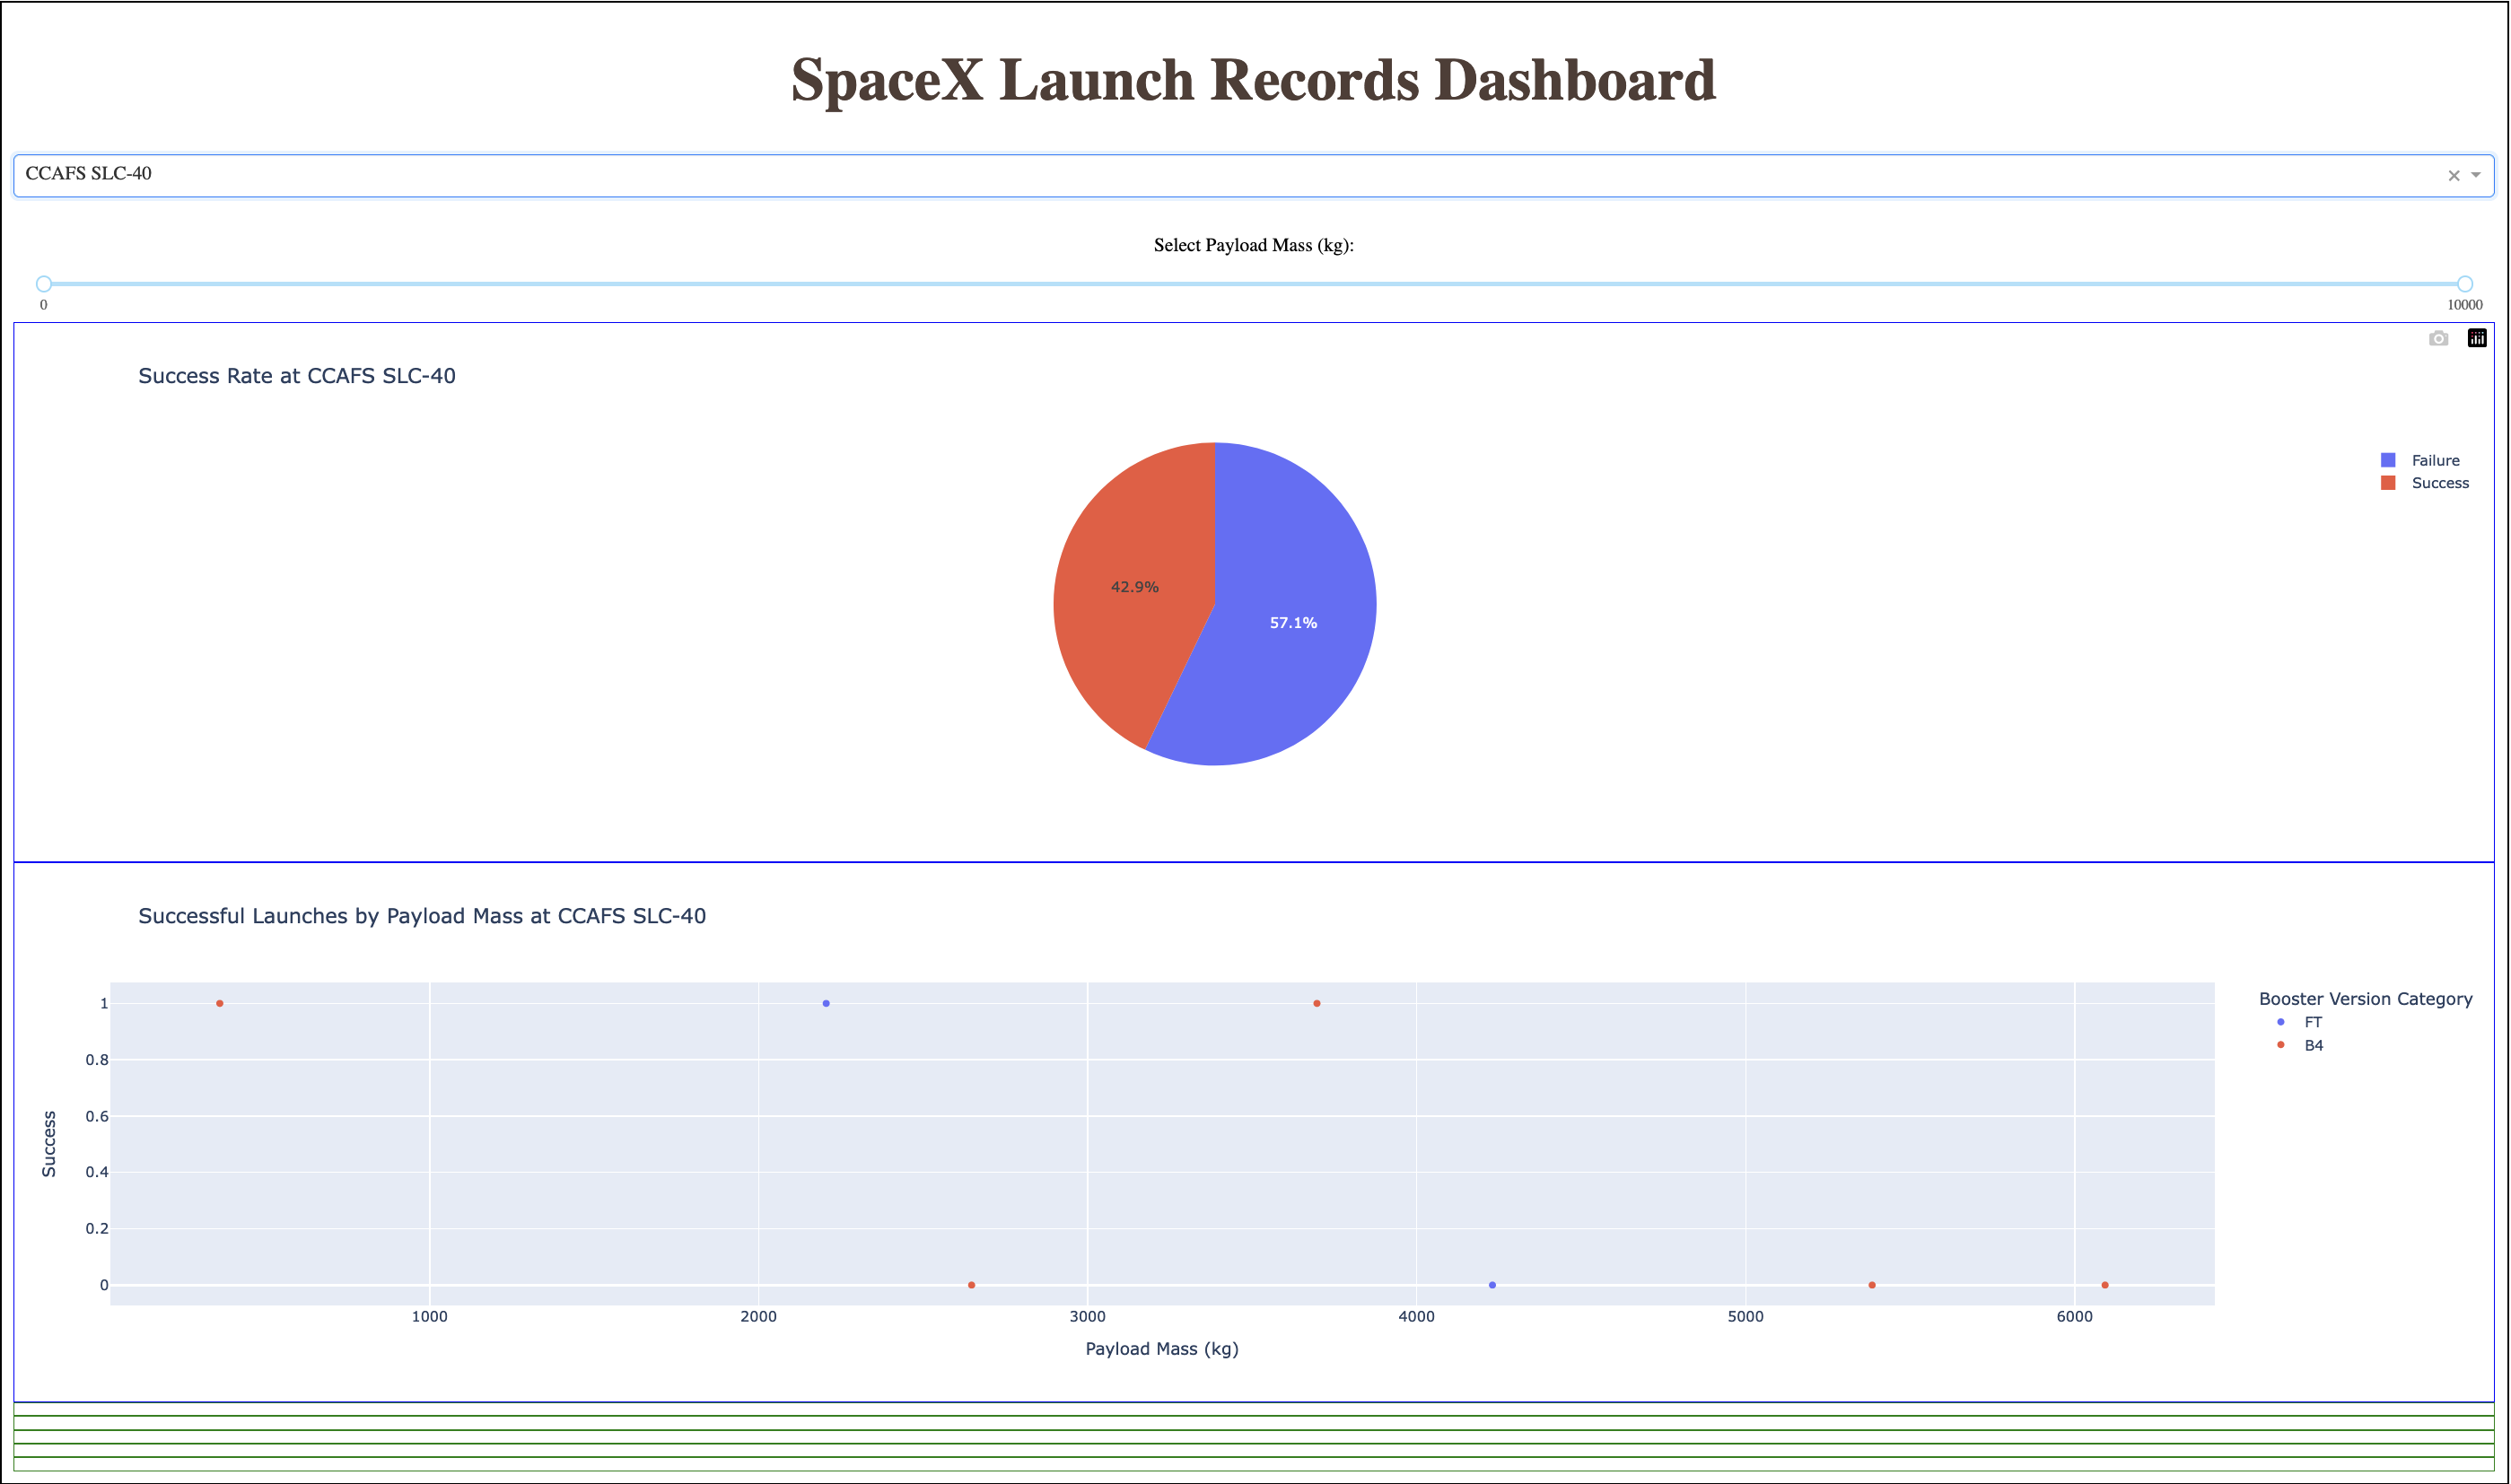 SpaceX Launch Records Dashboard
CCAFS SLC-40
Select Payload Mass (kg):
0
10000
Success Rate at CCAFS SLC-40
Failure
Success
42.9%
57.1%
Successful Launches by Payload Mass at CCAFS SLC-40
Booster Version Category
FT
B4
1
0.8
0.6
0.4
0.2
0
Success
1000
2000
3000
4000
5000
6000
Payload Mass (kg)